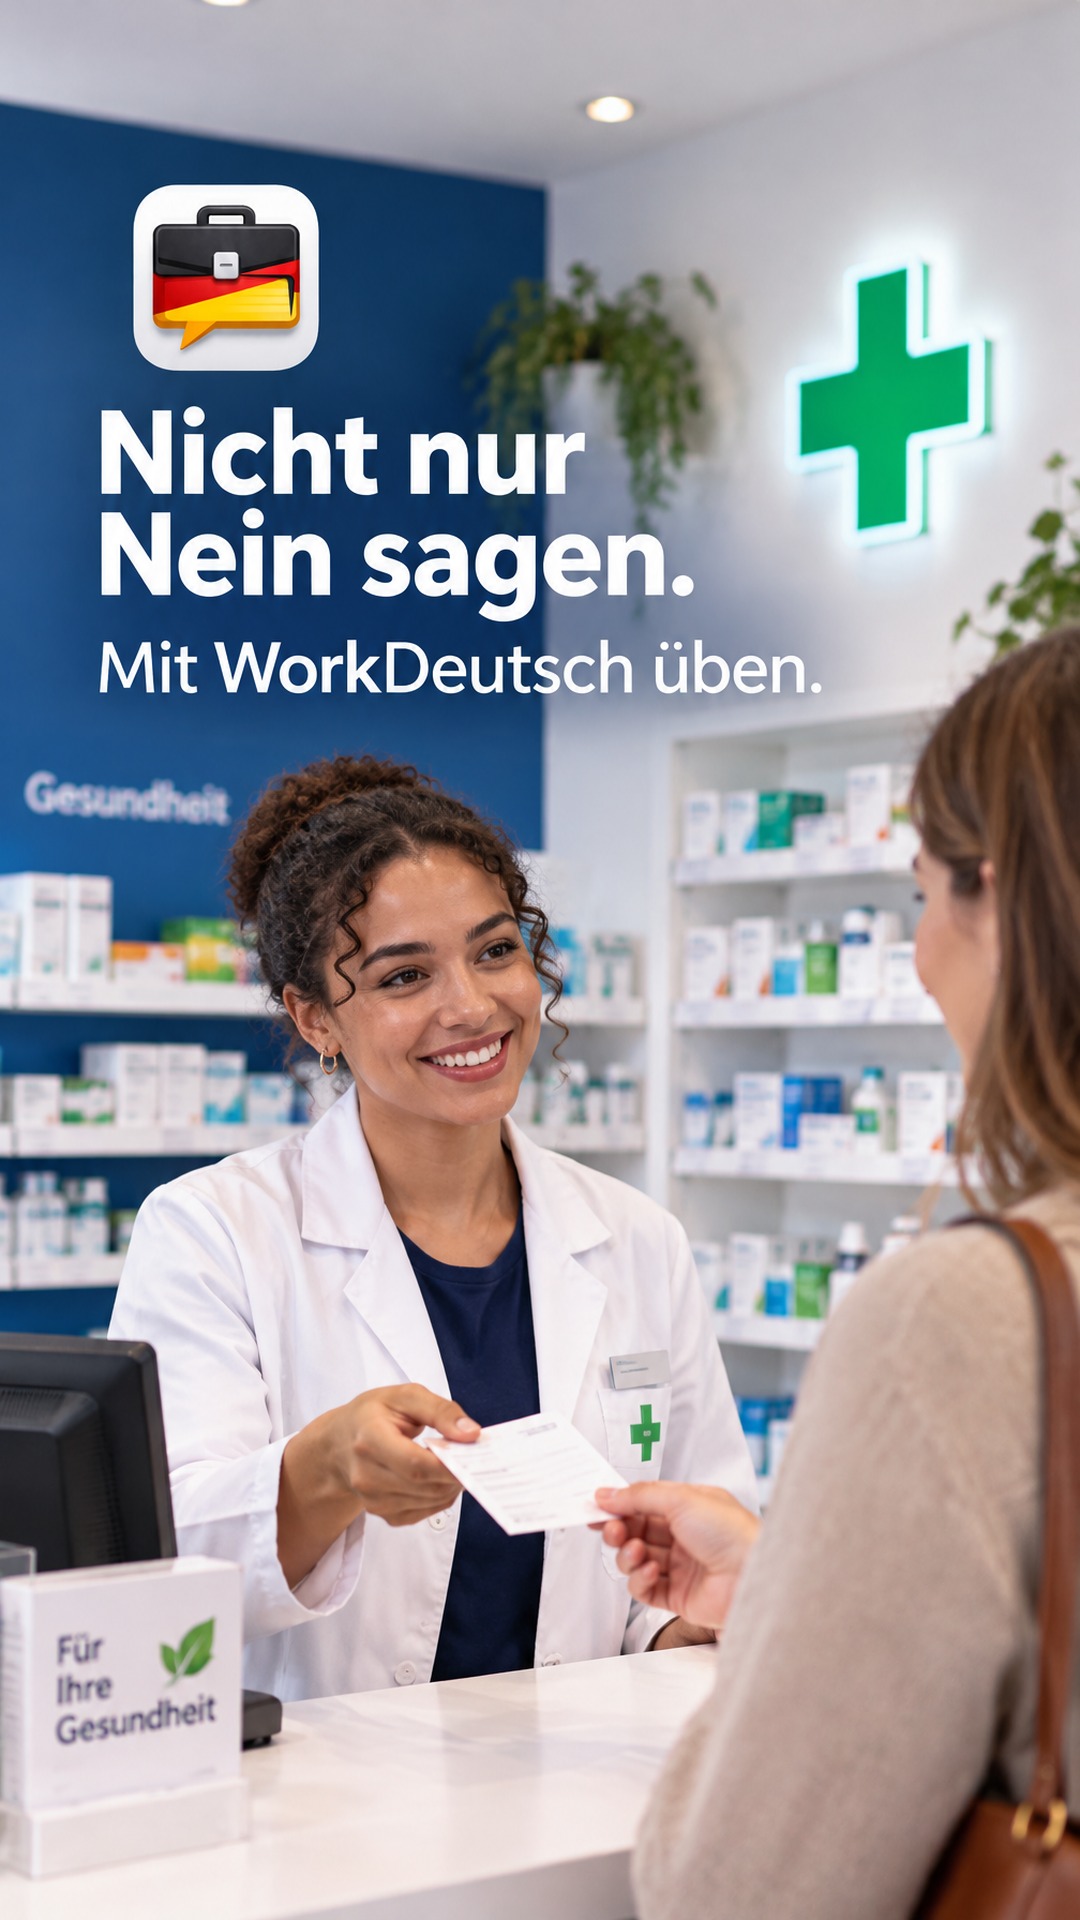 Nicht nur
Nein sagen.
Mit WorkDeutsch üben.
Gesundheit
Für
Ihre
Gesundheit